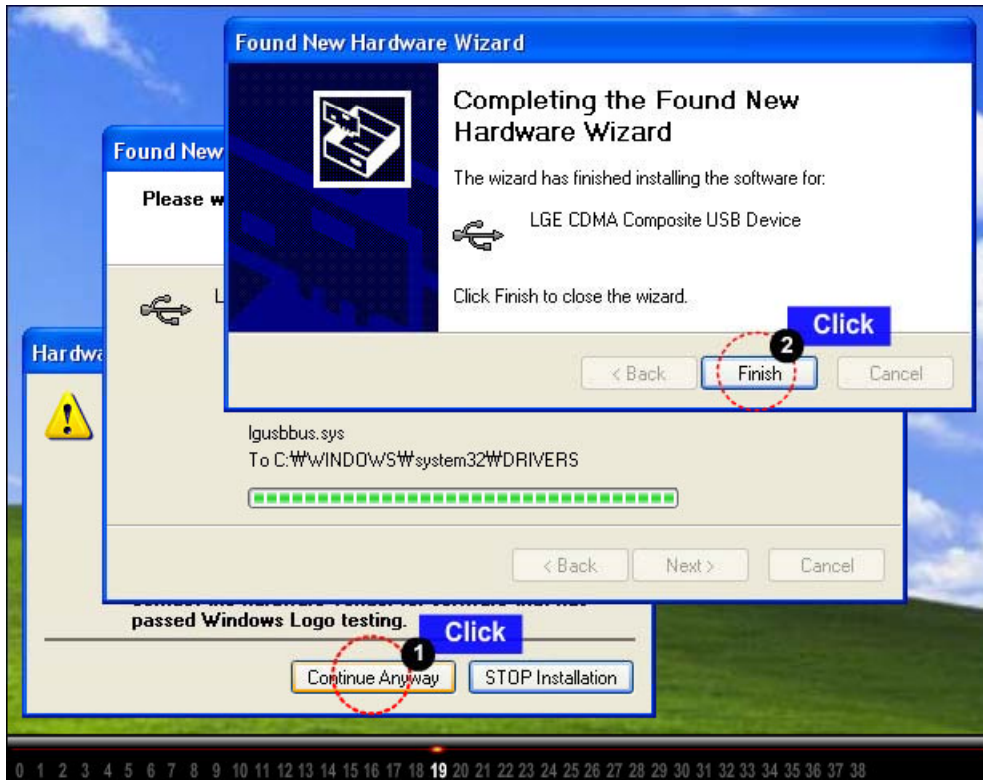 Found New Hardware Wizard
Completing the Found New
Hardware Wizard
The wizard has finished installing the software for:
LGE CDMA Composite USB Device
Click Finish to close the wizard.
Click
2
< Back
Finish
Cancel
Found New
Please w
L
lgusbbus.sys
To C:₩WINDOWS₩system32₩DRIVERS
< Back
Next >
Cancel
Hardwa
passed Windows Logo testing.
Click
1
Continue Anyway
STOP Installation
0 1 2 3 4 5 6 7 8 9 10 11 12 13 14 15 16 17 18 19 20 21 22 23 24 25 26 27 28 29 30 31 32 33 34 35 36 37 38